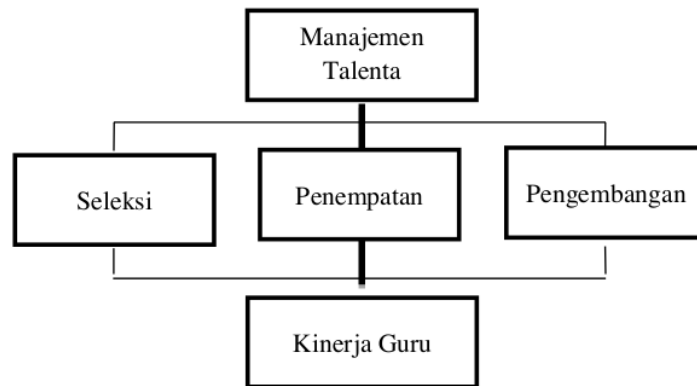 Manajemen
Talenta
Seleksi
Penempatan
Pengembangan
Kinerja Guru